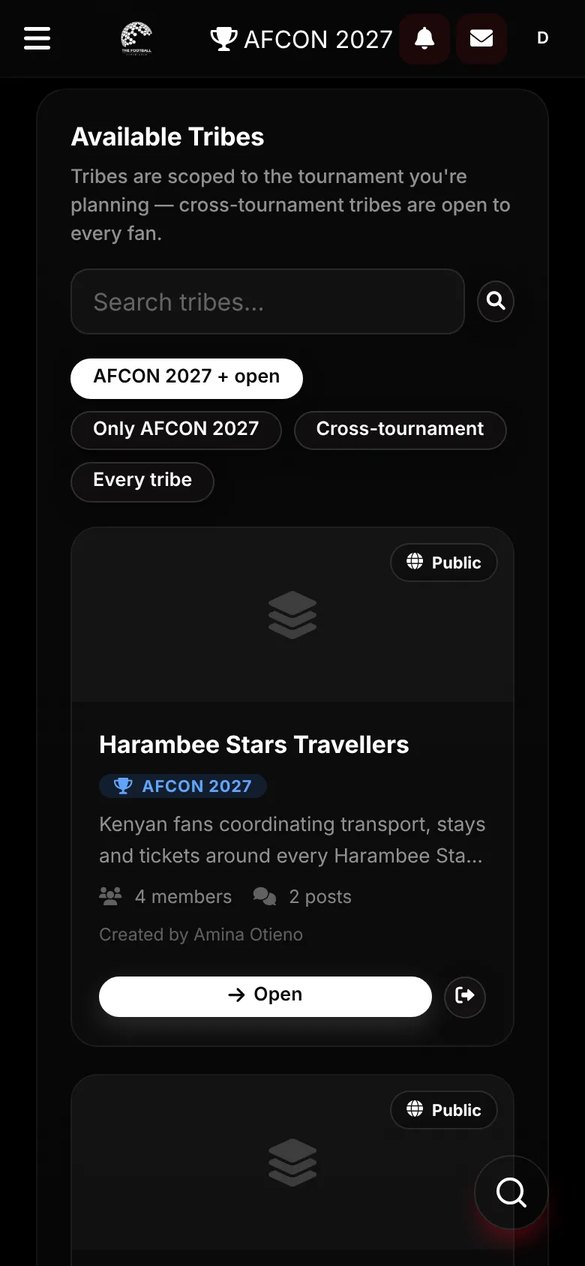 THE FOOTBALL
AFCON 2027
D
Available Tribes
Tribes are scoped to the tournament you're
planning — cross-tournament tribes are open to
every fan.
Search tribes...
AFCON 2027 + open
Only AFCON 2027
Cross-tournament
Every tribe
Public
Harambee Stars Travellers
AFCON 2027
Kenyan fans coordinating transport, stays
and tickets around every Harambee Sta...
4 members 2 posts
Created by Amina Otieno
Open
Public